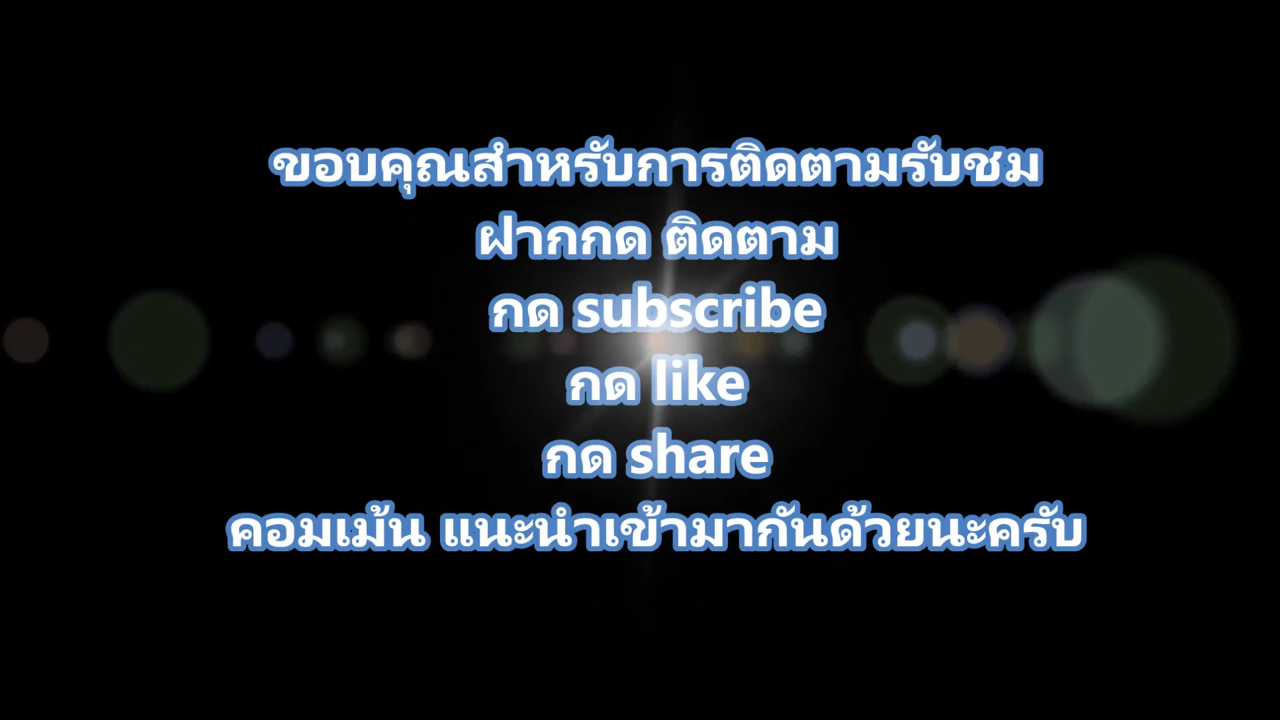 ขอบคุณสำหรับการติดตามรับชม
ฝากกด ติดตาม
กด subscribe
กด like
กด share
คอมเม้น แนะนำเข้ามากันด้วยนะครับ